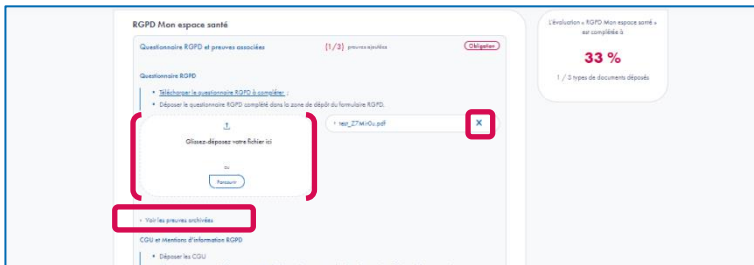 RGPD Mon espace santé
Questionnaire RGPD et preuves associées
(1/3) preuves ajoutées
Obligation
Questionnaire RGPD
• Télécharger le questionnaire RGPD à compléter ;
• Déposer le questionnaire RGPD complété dans la zone de dépôt du formulaire RGPD.
Glissez-déposez votre fichier ici
ou
Parcourir
test_Z7MirOu.pdf
X
Voir les preuves archivées
CGU et Mentions d'information RGPD
• Déposer les CGU
L'évaluation « RGPD Mon espace santé »
est complétée à
33 %
1 / 3 types de documents déposés